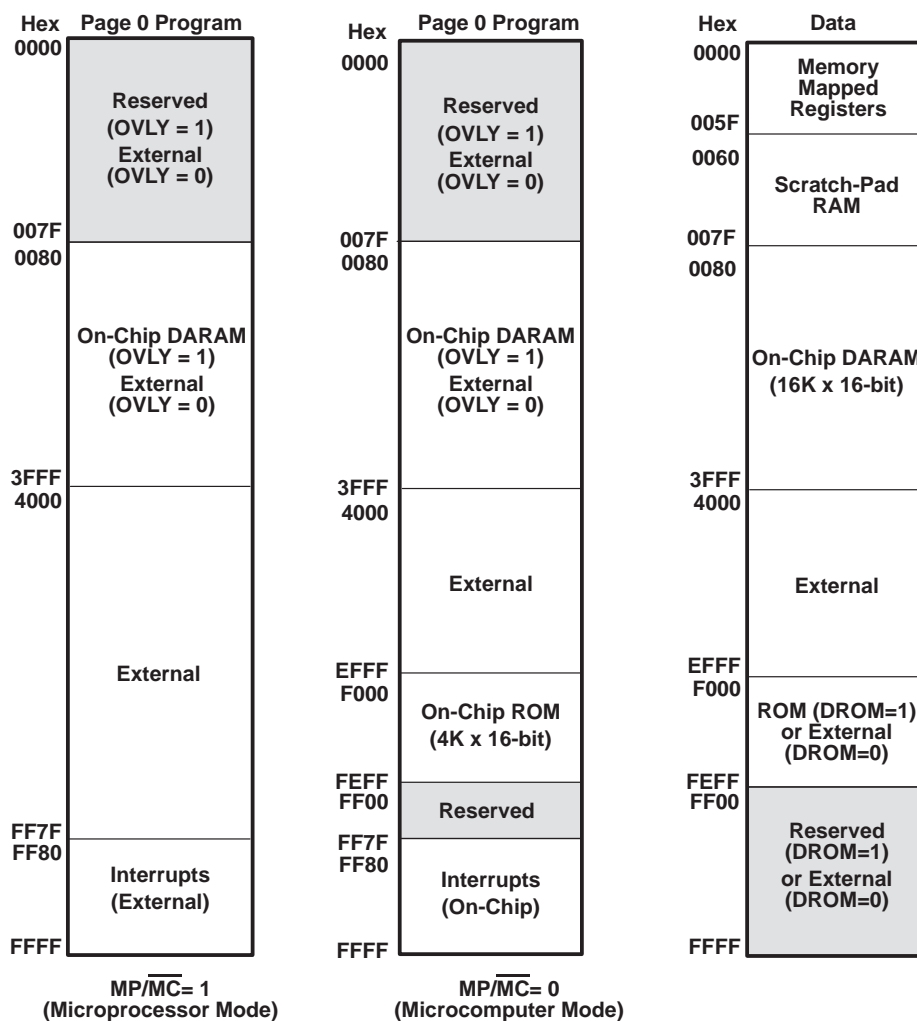 Hex
Page 0 Program
0000
Reserved
(OVLY = 1)
External
(OVLY = 0)
007F
0080
On-Chip DARAM
(OVLY = 1)
External
(OVLY = 0)
3FFF
4000
External
FF7F
FF80
Interrupts
(External)
FFFF
MP/MC= 1
(Microprocessor Mode)
Hex
Page 0 Program
0000
Reserved
(OVLY = 1)
External
(OVLY = 0)
007F
0080
On-Chip DARAM
(OVLY = 1)
External
(OVLY = 0)
3FFF
4000
External
EFFF
F000
On-Chip ROM
(4K x 16-bit)
FEFF
FF00
Reserved
FF7F
FF80
Interrupts
(On-Chip)
FFFF
MP/MC= 0
(Microcomputer Mode)
Hex
Data
0000
Memory
Mapped
Registers
005F
0060
Scratch-Pad
RAM
007F
0080
On-Chip DARAM
(16K x 16-bit)
3FFF
4000
External
EFFF
F000
ROM (DROM=1)
or External
(DROM=0)
FEFF
FF00
Reserved
(DROM=1)
or External
(DROM=0)
FFFF